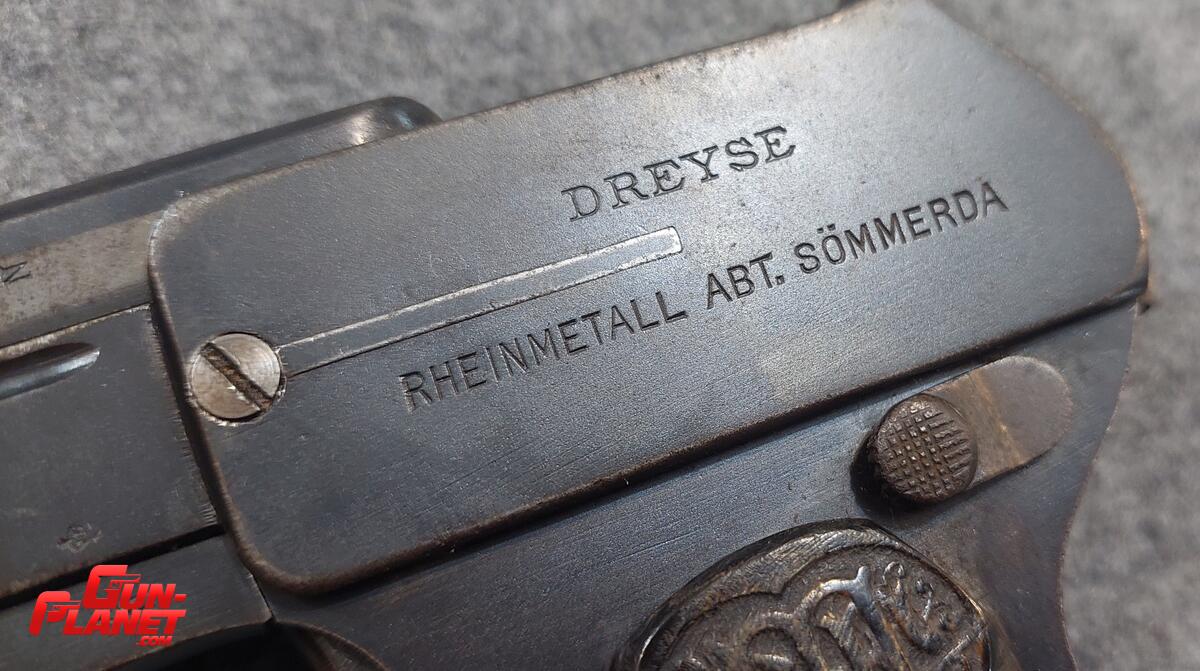 DREYSE
RHEINMETALL ABT. SÖMMERDA
N
GUN-
PLANET
.COM